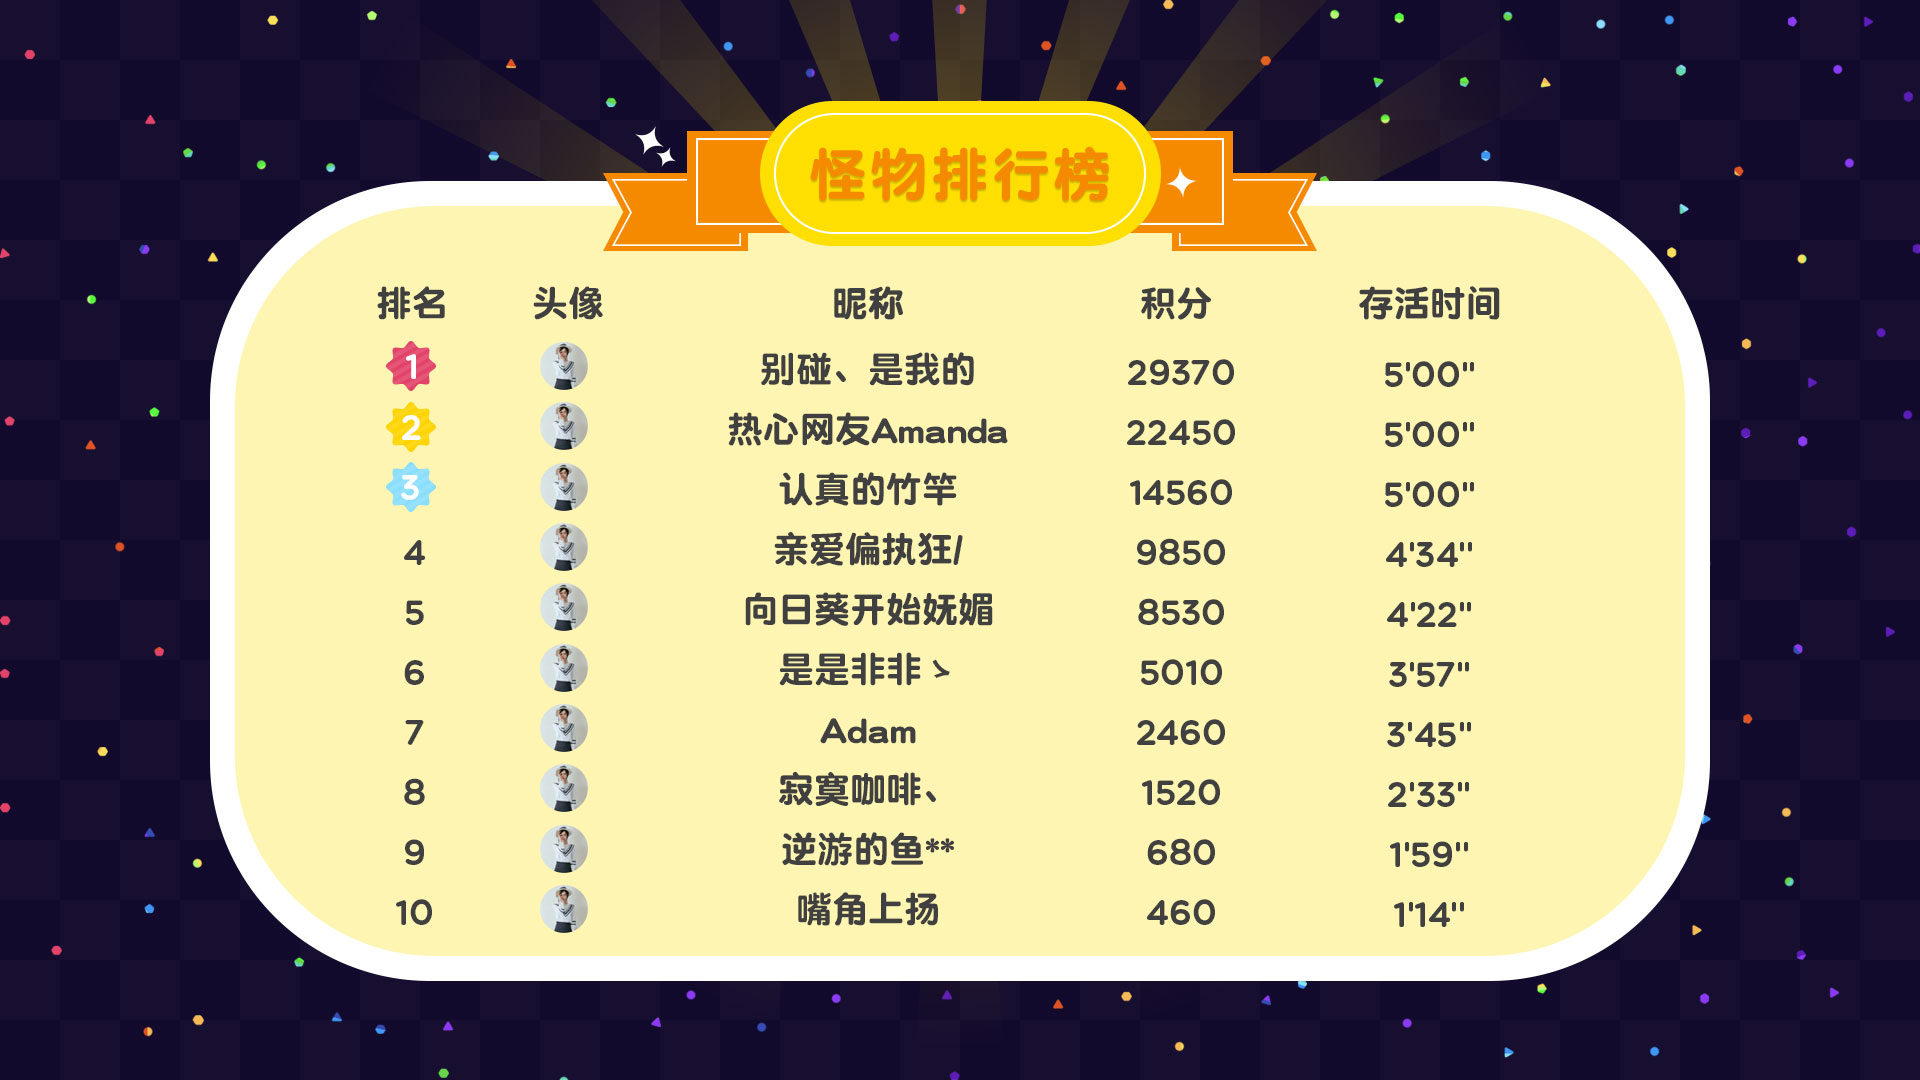 怪物排行榜
排名 头像 昵称 积分 存活时间
1 别碰、是我的 29370 5'00"
2 热心网友Amanda 22450 5'00"
3 认真的竹竿 14560 5'00"
4 亲爱偏执狂/ 9850 4'34"
5 向日葵开始妩媚 8530 4'22"
6 是是非非ゝ 5010 3'57"
7 Adam 2460 3'45"
8 寂寞咖啡、 1520 2'33"
9 逆游的鱼** 680 1'59"
10 嘴角上扬 460 1'14"